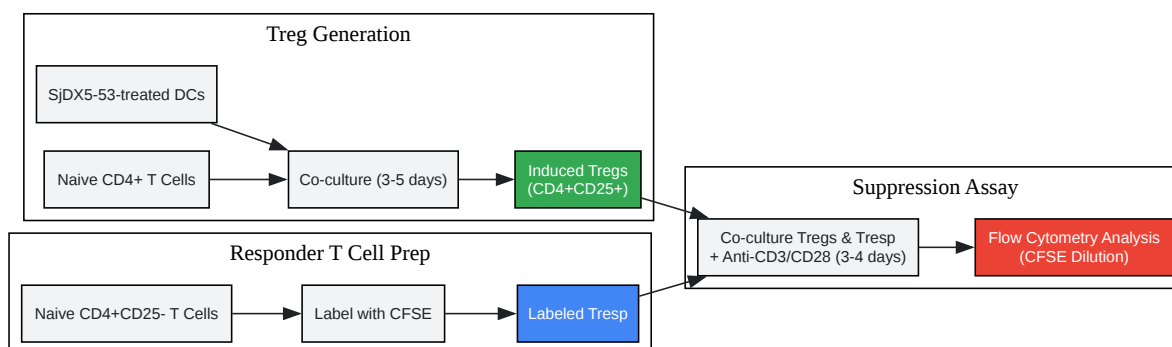 Treg Generation
SjDX5-53-treated DCs
Naive CD4+ T Cells
Co-culture (3-5 days)
Induced Tregs
(CD4+CD25+)
Responder T Cell Prep
Naive CD4+CD25- T Cells
Label with CFSE
Labeled Tresp
Suppression Assay
Co-culture Tregs & Tresp
+ Anti-CD3/CD28 (3-4 days)
Flow Cytometry Analysis
(CFSE Dilution)